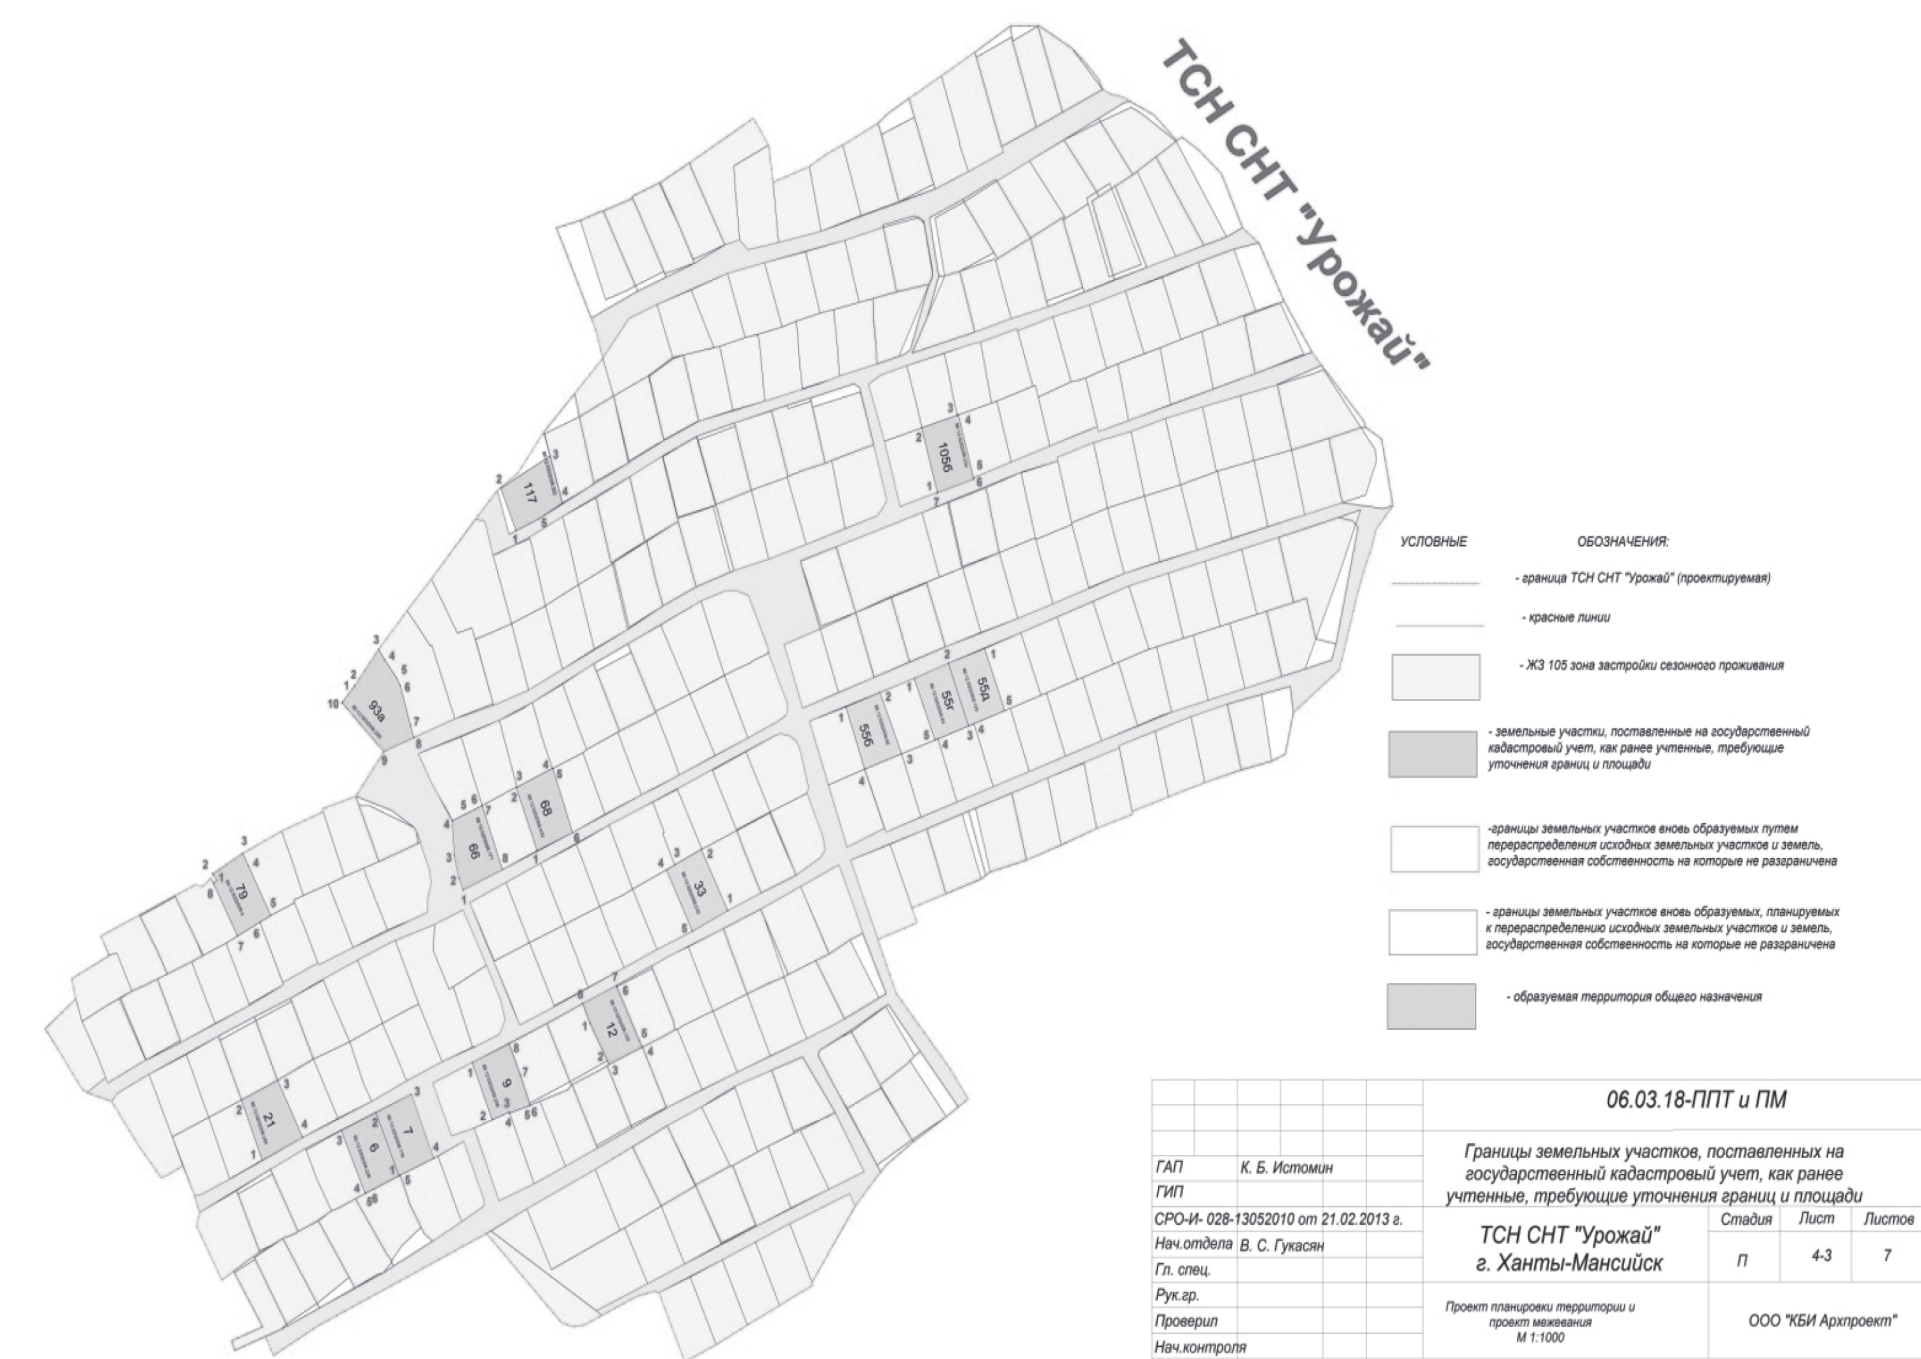 ТСН СНТ "Урожай"
105б
117
93а
55д
55г
55б
68
66
79
33
12
9
21
7
6
УСЛОВНЫЕ ОБОЗНАЧЕНИЯ:
- граница ТСН СНТ "Урожай" (проектируемая)
- красные линии
- ЖЗ 105 зона застройки сезонного проживания
- земельные участки, поставленные на государственный
кадастровый учет, как ранее учтенные, требующие
уточнения границ и площади
-границы земельных участков вновь образуемых путем
перераспределения исходных земельных участков и земель,
государственная собственность на которые не разграничена
- границы земельных участков вновь образуемых, планируемых
к перераспределению исходных земельных участков и земель,
государственная собственность на которые не разграничена
- образуемая территория общего назначения
06.03.18-ППТ и ПМ
Границы земельных участков, поставленных на
государственный кадастровый учет, как ранее
учтенные, требующие уточнения границ и площади
ГАП К. Б. Истомин
ГИП
СРО-И- 028-13052010 от 21.02.2013 г.
Нач.отдела В. С. Гукасян
Гл. спец.
Рук.гр.
Проверил
Нач.контроля
ТСН СНТ "Урожай"
г. Ханты-Мансийск
Стадия Лист Листов
П 4-3 7
Проект планировки территории и
проект межевания
М 1:1000
ООО "КБИ Архпроект"